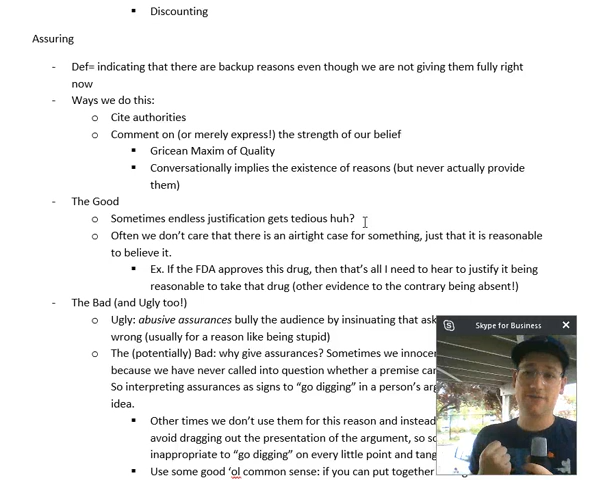 ▪ Discounting
Assuring
- Def= indicating that there are backup reasons even though we are not giving them fully right
now
- Ways we do this:
o Cite authorities
o Comment on (or merely express!) the strength of our belief
▪ Gricean Maxim of Quality
▪ Conversationally implies the existence of reasons (but never actually provide
them)
- The Good
o Sometimes endless justification gets tedious huh?
o Often we don't care that there is an airtight case for something, just that it is reasonable
to believe it.
▪ Ex. If the FDA approves this drug, then that's all I need to hear to justify it being
reasonable to take that drug (other evidence to the contrary being absent!)
- The Bad (and Ugly too!)
o Ugly: abusive assurances bully the audience by insinuating that ask
wrong (usually for a reason like being stupid)
o The (potentially) Bad: why give assurances? Sometimes we innocen
because we have never called into question whether a premise can
So interpreting assurances as signs to "go digging" in a person's arg
idea.
▪ Other times we don't use them for this reason and instead
avoid dragging out the presentation of the argument, so so
inappropriate to "go digging" on every little point and tang
▪ Use some good 'ol common sense: if you can put together
Skype for Business